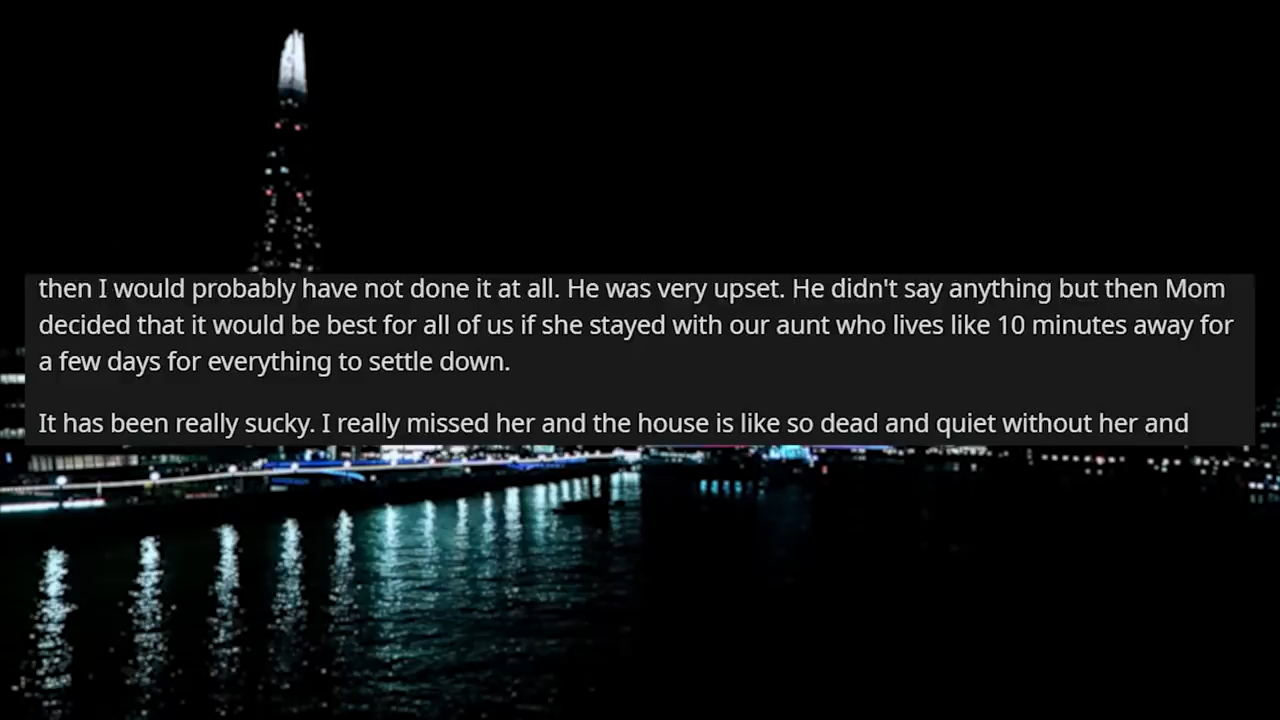 then I would probably have not done it at all. He was very upset. He didn't say anything but then Mom
decided that it would be best for all of us if she stayed with our aunt who lives like 10 minutes away for
a few days for everything to settle down.
It has been really sucky. I really missed her and the house is like so dead and quiet without her and